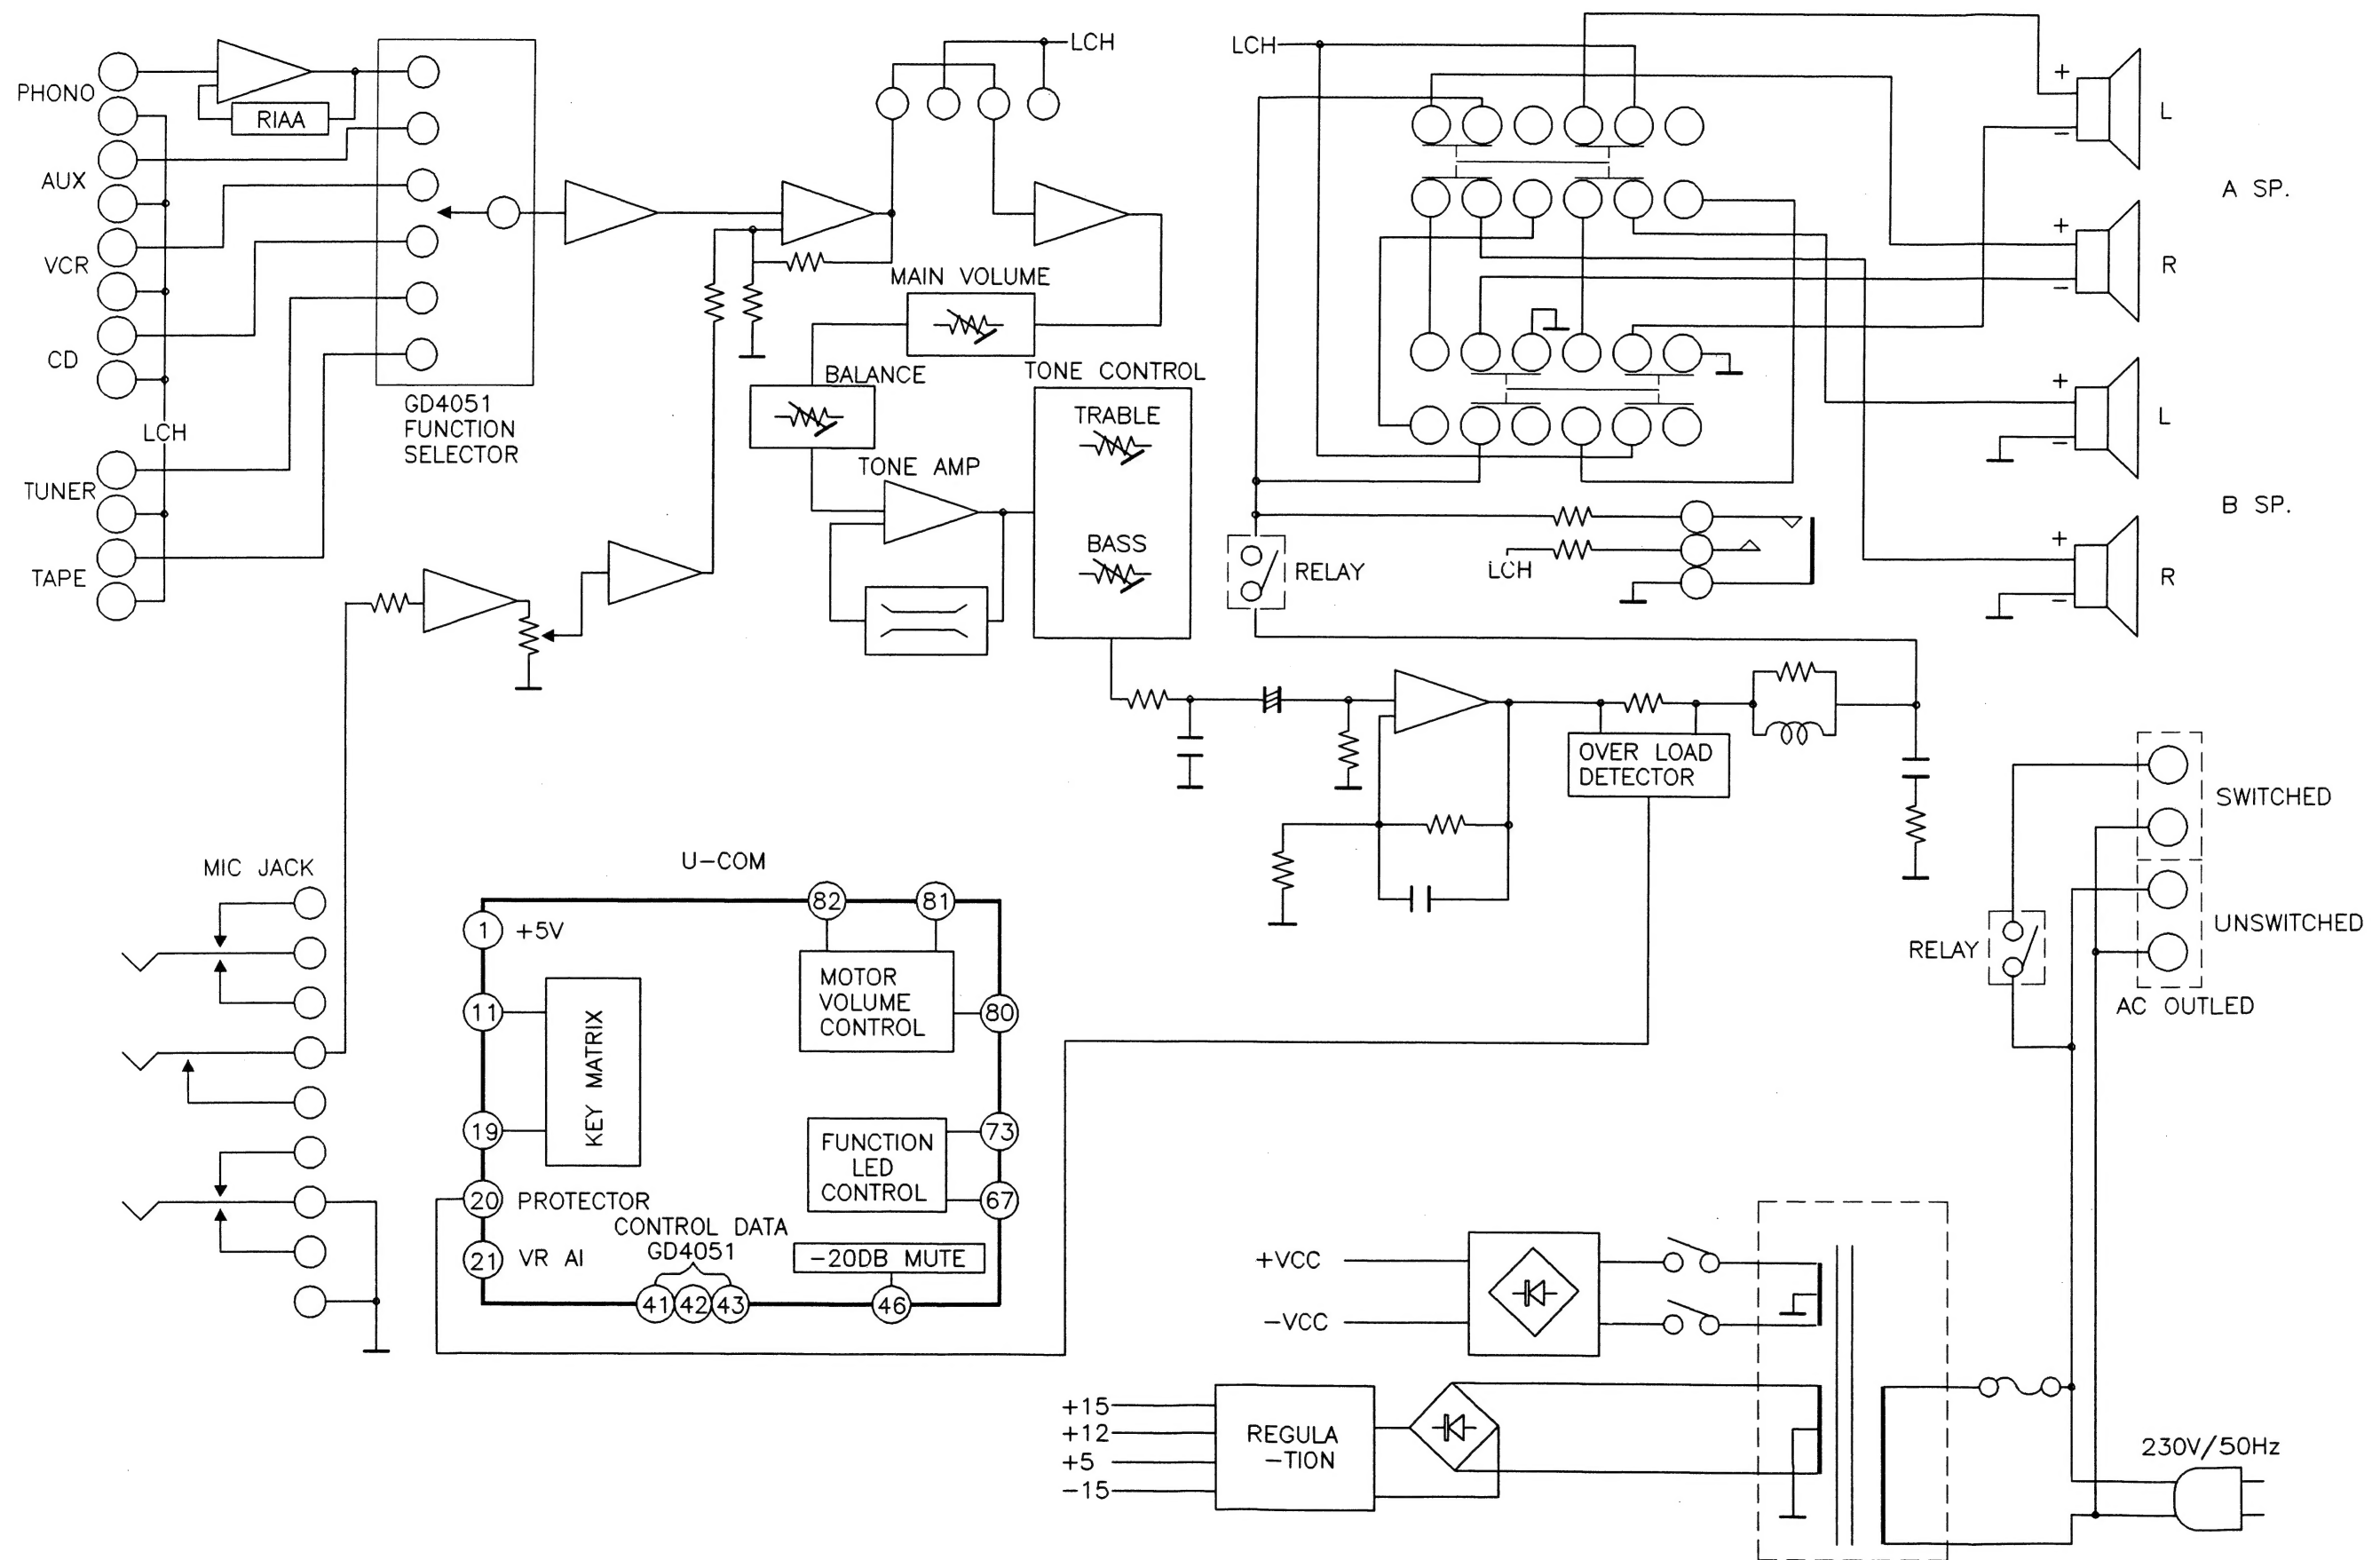 PHONO
RIAA
AUX
VCR
CD
LCH
TUNER
TAPE
GD4051
FUNCTION
SELECTOR
LCH
MAIN VOLUME
BALANCE
TONE CONTROL
TRABLE
BASS
TONE AMP
LCH
+
L
−
A SP.
+
R
−
+
L
−
B SP.
+
R
−
LCH
RELAY
OVER LOAD
DETECTOR
SWITCHED
UNSWITCHED
RELAY
AC OUTLED
MIC JACK
U-COM
82
81
1
+5V
MOTOR
VOLUME
CONTROL
11
80
KEY MATRIX
19
73
FUNCTION
LED
CONTROL
20
PROTECTOR
67
CONTROL DATA
GD4051
21
VR AI
-20DB MUTE
41
42
43
46
+VCC
-VCC
+15
+12
+5
-15
REGULA
-TION
230V/50Hz